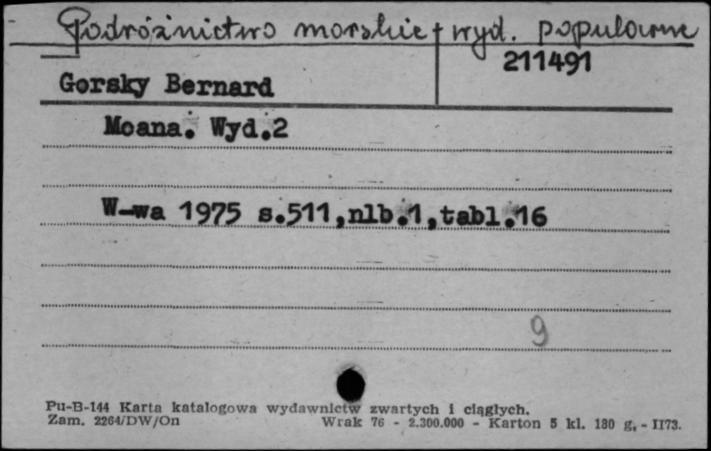 Podróżnictwo morskie + wyd. popularne
211491
Gorsky Bernard
Moana. Wyd.2
W-wa 1975 s.511,nlb.1,tabl.16
9
Pu-B-144 Karta katalogowa wydawnictw zwartych i ciągłych.
Zam. 2264/DW/On Wrak 76 - 2.300.000 - Karton 5 kl. 180 g, - II73.